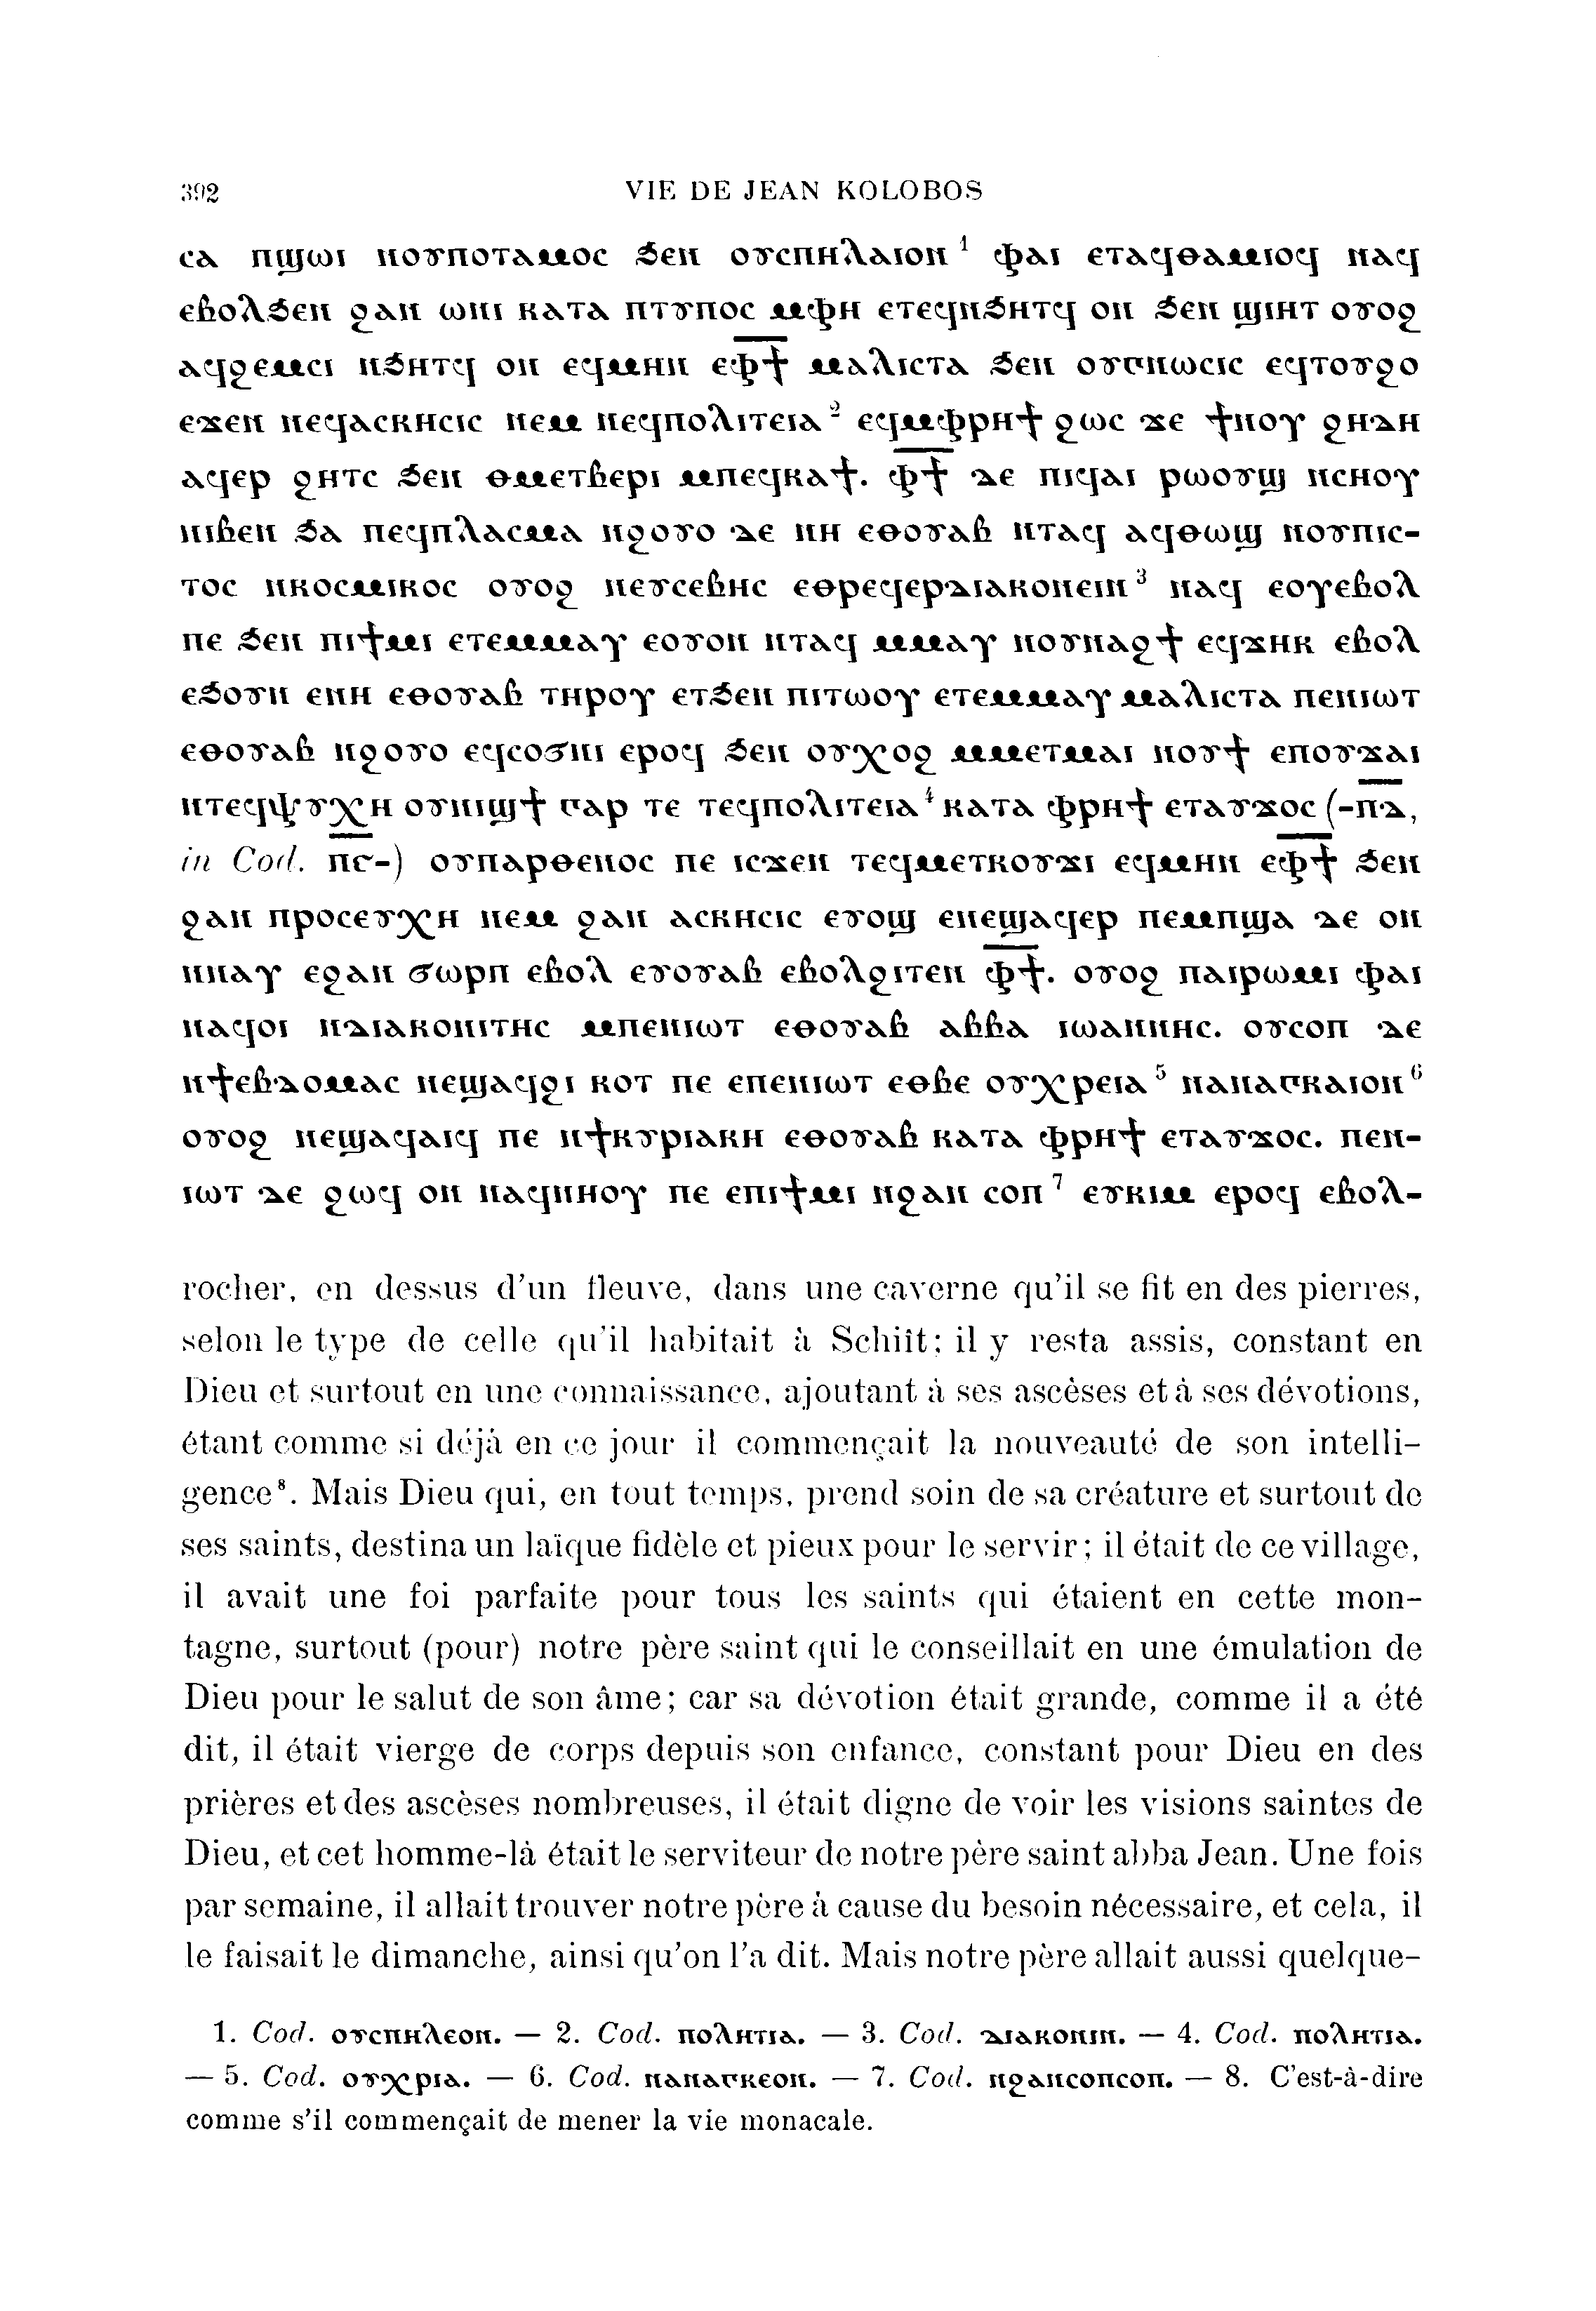 392 VIE DE JEAN KOLOBOS
ⲥⲁ ⲡϣⲱⲓ ⲛⲟⲩⲡⲟⲧⲁⲙⲟⲥ ϧⲉⲛ ⲟⲩⲥⲡⲏⲗⲁⲓⲟⲛ ¹ ⲫⲁⲓ ⲉⲧⲁϥⲑⲁⲙⲓⲟϥ ⲛⲁϥ
ⲉⲃⲟⲗϧⲉⲛ ϩⲁⲛ ⲱⲛⲓ ⲕⲁⲧⲁ ⲡⲧⲩⲡⲟⲥ ⲙⲫⲏ ⲉⲧⲉϥⲛϧⲏⲧϥ ⲟⲛ ϧⲉⲛ ϣⲓⲏⲧ ⲟⲩⲟϩ
ⲁϥϩⲉⲙⲥⲓ ⲛϧⲏⲧϥ ⲟⲛ ⲉϥⲙⲏⲛ ⲉⲫ̅ϯ̅ ⲙⲁⲗⲓⲥⲧⲁ ϧⲉⲛ ⲟⲩⲅⲛⲱⲥⲓⲥ ⲉϥⲧⲟⲩϩⲟ
ⲉϫⲉⲛ ⲛⲉϥⲁⲥⲕⲏⲥⲓⲥ ⲛⲉⲙ ⲛⲉϥⲡⲟⲗⲓⲧⲉⲓⲁ ² ⲉϥⲙⲫⲣⲏϯ ϩⲱⲥ ϫⲉ ϯⲛⲟⲩ ϩⲏⲇⲏ
ⲁϥⲉⲣ ϩⲏⲧⲥ ϧⲉⲛ ⲑⲙⲉⲧⲃⲉⲣⲓ ⲙⲡⲉϥⲕⲁϯ. ⲫ̅ϯ̅ ⲇⲉ ⲡⲓϥⲁⲓ ⲣⲱⲟⲩϣ ⲛⲥⲏⲟⲩ
ⲛⲓⲃⲉⲛ ϧⲁ ⲡⲉϥⲡⲗⲁⲥⲙⲁ ⲛϩⲟⲩⲟ ⲇⲉ ⲛⲏ ⲉⲑⲟⲩⲁⲃ ⲛⲧⲁϥ ⲁϥⲑⲱϣ ⲛⲟⲩⲡⲓⲥ-
ⲧⲟⲥ ⲛⲕⲟⲥⲙⲓⲕⲟⲥ ⲟⲩⲟϩ ⲛⲉⲩⲥⲉⲃⲏⲥ ⲉⲑⲣⲉϥⲉⲣⲇⲓⲁⲕⲟⲛⲉⲓⲛ ³ ⲛⲁϥ ⲉⲟⲩⲉⲃⲟⲗ
ⲡⲉ ϧⲉⲛ ⲡⲓϯⲙⲓ ⲉⲧⲉⲙⲙⲁⲩ ⲉⲟⲩⲟⲛ ⲛⲧⲁϥ ⲙⲙⲁⲩ ⲛⲟⲩⲛⲁϩϯ ⲉϥϫⲏⲕ ⲉⲃⲟⲗ
ⲉϧⲟⲩⲛ ⲉⲛⲏ ⲉⲑⲟⲩⲁⲃ ⲧⲏⲣⲟⲩ ⲉⲧϧⲉⲛ ⲡⲓⲧⲱⲟⲩ ⲉⲧⲉⲙⲙⲁⲩ ⲙⲁⲗⲓⲥⲧⲁ ⲡⲉⲛⲓⲱⲧ
ⲉⲑⲟⲩⲁⲃ ⲛϩⲟⲩⲟ ⲉϥⲥⲟϭⲛⲓ ⲉⲣⲟϥ ϧⲉⲛ ⲟⲩⲭⲟϩ ⲙⲙⲉⲧⲙⲁⲓ ⲛⲟⲩϯ ⲉⲡⲟⲩϫⲁⲓ
ⲛⲧⲉϥⲯⲩⲭⲏ ⲟⲩⲛⲓϣϯ ⲅⲁⲣ ⲧⲉ ⲧⲉϥⲡⲟⲗⲓⲧⲉⲓⲁ ⁴ ⲕⲁⲧⲁ ⲫⲣⲏϯ ⲉⲧⲁⲩϫⲟⲥ (-ⲡ̅ⲇ̅,
in Cod. ⲡ̅ⲅ̅-) ⲟⲩⲡⲁⲣⲑⲉⲛⲟⲥ ⲡⲉ ⲓⲥϫⲉⲛ ⲧⲉϥⲙⲉⲧⲕⲟⲩϫⲓ ⲉϥⲙⲏⲛ ⲉⲫ̅ϯ̅ ϧⲉⲛ
ϩⲁⲛ ⲡⲣⲟⲥⲉⲩⲭⲏ ⲛⲉⲙ ϩⲁⲛ ⲁⲥⲕⲏⲥⲓⲥ ⲉⲩⲟϣ ⲉⲛⲉϣⲁϥⲉⲣ ⲡⲉⲙⲡϣⲁ ⲇⲉ ⲟⲛ
ⲛⲛⲁⲩ ⲉϩⲁⲛ ϭⲱⲣⲡ ⲉⲃⲟⲗ ⲉⲩⲟⲩⲁⲃ ⲉⲃⲟⲗϩⲓⲧⲉⲛ ⲫ̅ϯ̅. ⲟⲩⲟϩ ⲡⲁⲓⲣⲱⲙⲓ ⲫⲁⲓ
ⲛⲁϥⲟⲓ ⲛⲇⲓⲁⲕⲟⲛⲓⲧⲏⲥ ⲙⲡⲉⲛⲓⲱⲧ ⲉⲑⲟⲩⲁⲃ ⲁⲃⲃⲁ ⲓⲱⲁⲛⲛⲏⲥ. ⲟⲩⲥⲟⲡ ⲇⲉ
ⲛϯⲉⲃⲇⲟⲙⲁⲥ ⲛⲉϣⲁϥϩⲓ ⲕⲟⲧ ⲡⲉ ⲉⲡⲉⲛⲓⲱⲧ ⲉⲑⲃⲉ ⲟⲩⲭⲣⲉⲓⲁ ⁵ ⲛⲁⲛⲁⲅⲕⲁⲓⲟⲛ ⁶
ⲟⲩⲟϩ ⲛⲉϣⲁϥⲁⲓϥ ⲡⲉ ⲛϯⲕⲩⲣⲓⲁⲕⲏ ⲉⲑⲟⲩⲁⲃ ⲕⲁⲧⲁ ⲫⲣⲏϯ ⲉⲧⲁⲩϫⲟⲥ. ⲡⲉⲛ-
ⲓⲱⲧ ⲇⲉ ϩⲱϥ ⲟⲛ ⲛⲁϥⲛⲏⲟⲩ ⲡⲉ ⲉⲡⲓϯⲙⲓ ⲛϩⲁⲛ ⲥⲟⲡ ⁷ ⲉⲩⲕⲓⲙ ⲉⲣⲟϥ ⲉⲃⲟⲗ-
rocher, en dessus d'un fleuve, dans une caverne qu'il se fit en des pierres,
selon le type de celle qu'il habitait à Schiît; il y resta assis, constant en
Dieu et surtout en une connaissance, ajoutant à ses ascèses et à ses dévotions,
étant comme si déjà en ce jour il commençait la nouveauté de son intelli-
gence⁸. Mais Dieu qui, en tout temps, prend soin de sa créature et surtout de
ses saints, destina un laïque fidèle et pieux pour le servir; il était de ce village,
il avait une foi parfaite pour tous les saints qui étaient en cette mon-
tagne, surtout (pour) notre père saint qui le conseillait en une émulation de
Dieu pour le salut de son âme; car sa dévotion était grande, comme il a été
dit, il était vierge de corps depuis son enfance, constant pour Dieu en des
prières et des ascèses nombreuses, il était digne de voir les visions saintes de
Dieu, et cet homme-là était le serviteur de notre père saint abba Jean. Une fois
par semaine, il allait trouver notre père à cause du besoin nécessaire, et cela, il
le faisait le dimanche, ainsi qu'on l'a dit. Mais notre père allait aussi quelque-
1. Cod. ⲟⲩⲥⲡⲏⲗⲉⲟⲛ. — 2. Cod. ⲡⲟⲗⲏⲧⲓⲁ. — 3. Cod. ⲇⲓⲁⲕⲟⲛⲓⲛ. — 4. Cod. ⲡⲟⲗⲏⲧⲓⲁ.
— 5. Cod. ⲟⲩⲭⲣⲓⲁ. — 6. Cod. ⲛⲁⲛⲁⲅⲕⲉⲟⲛ. — 7. Cod. ⲛϩⲁⲛⲥⲟⲡⲥⲟⲡ. — 8. C'est-à-dire
comme s'il commençait de mener la vie monacale.